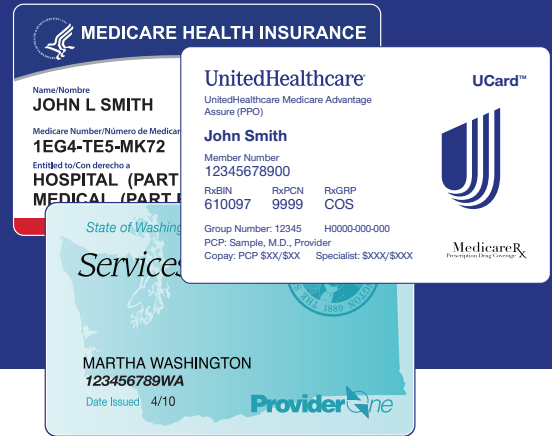 MEDICARE HEALTH INSURANCE
Name/Nombre
JOHN L SMITH
Medicare Number/Número de Medicar
1EG4-TE5-MK72
Entitled to/Con derecho a
HOSPITAL (PART
MEDICAL (PART
UnitedHealthcare
UCard™
UnitedHealthcare Medicare Advantage
Assure (PPO)
John Smith
Member Number
12345678900
RxBIN RxPCN RxGRP
610097 9999 COS
Group Number: 12345 H0000-000-000
PCP: Sample, M.D., Provider
Copay: PCP $XX/$XX Specialist: $XXX/$XXX
MedicareRx
Prescription Drug Coverage
State of Washing
Services
1889
MARTHA WASHINGTON
123456789WA
Date Issued 4/10
ProviderOne